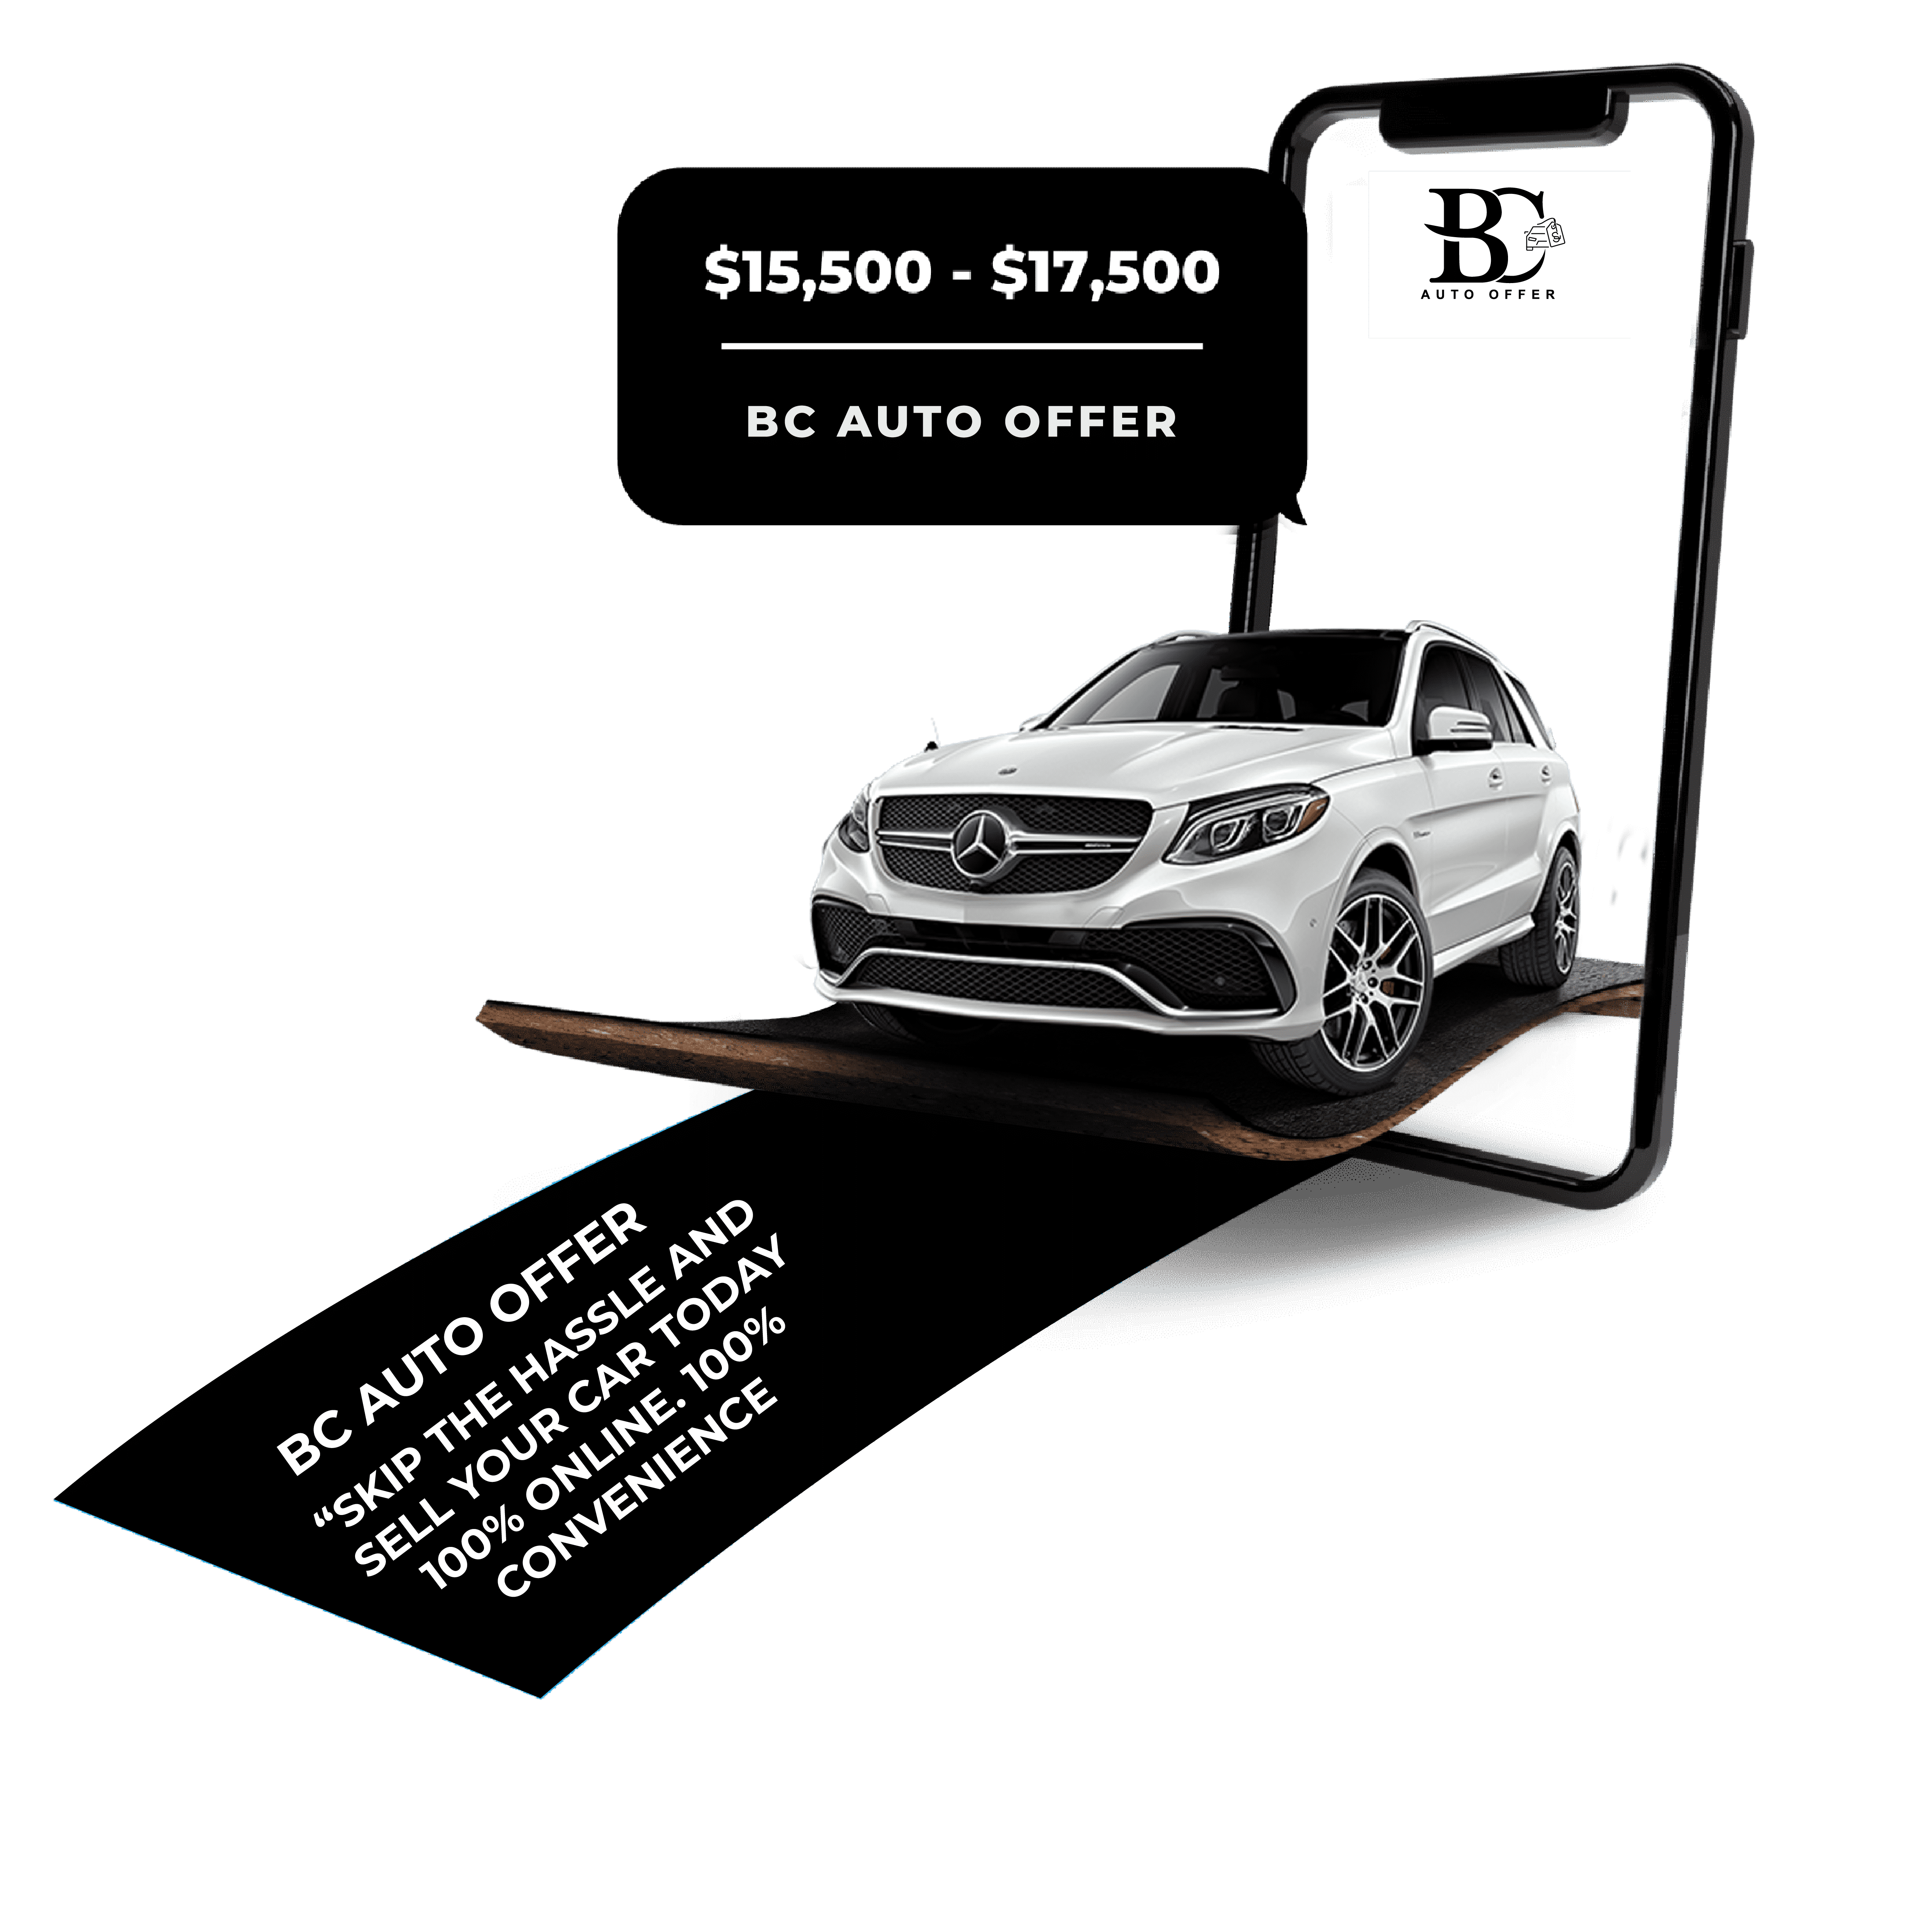 $15,500 - $17,500
BC AUTO OFFER
BC
AUTO OFFER
BC AUTO OFFER
“SKIP THE HASSLE AND
SELL YOUR CAR TODAY
100% ONLINE. 100%
CONVENIENCE